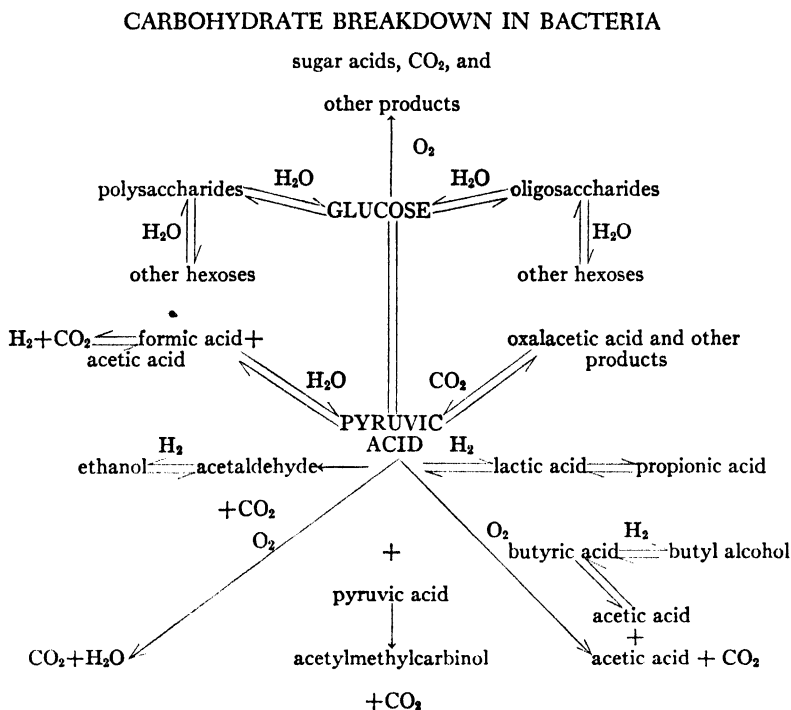 CARBOHYDRATE BREAKDOWN IN BACTERIA
sugar acids, CO₂, and
other products
O₂
polysaccharides H₂O GLUCOSE H₂O oligosaccharides
H₂O H₂O
other hexoses other hexoses
H₂+CO₂ formic acid+ oxalacetic acid and other
acetic acid products
H₂O CO₂
PYRUVIC
ACID H₂
ethanol H₂ acetaldehyde lactic acid propionic acid
+CO₂
O₂ O₂
+ butyric acid H₂ butyl alcohol
pyruvic acid acetic acid
+
CO₂+H₂O acetylmethylcarbinol acetic acid + CO₂
+CO₂